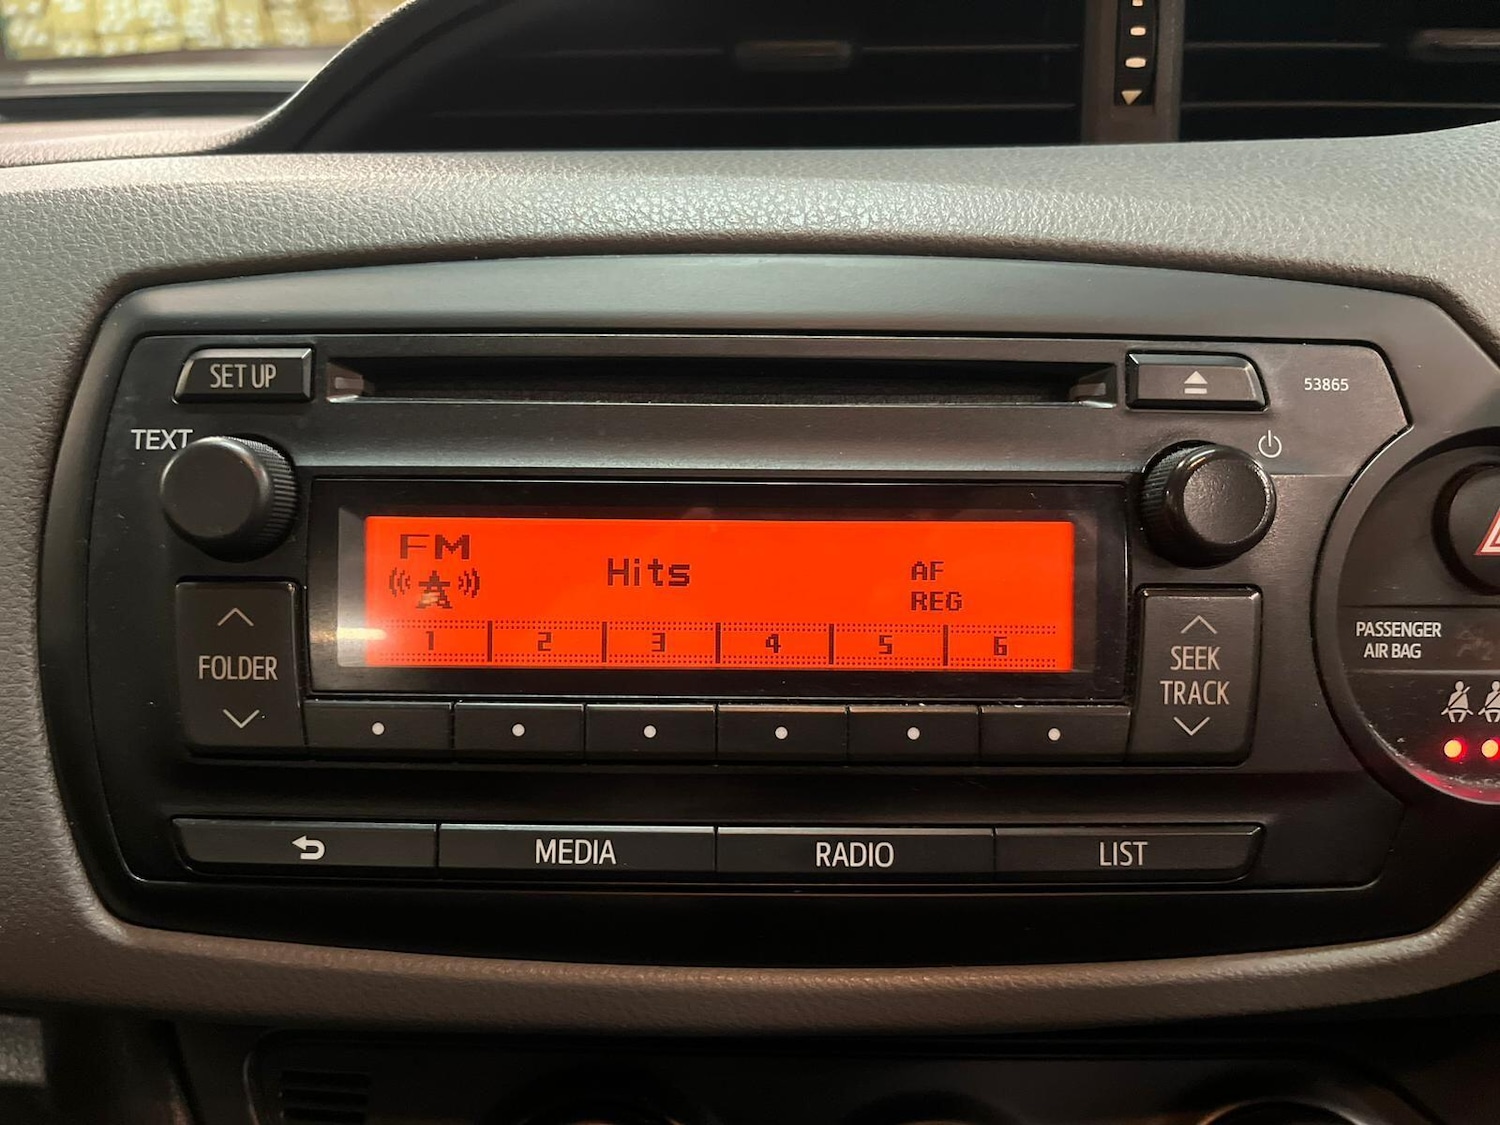 SET UP
53865
TEXT
FM
Hits
AF
REG
1 2 3 4 5 6
FOLDER
SEEK
TRACK
PASSENGER
AIR BAG
MEDIA RADIO LIST